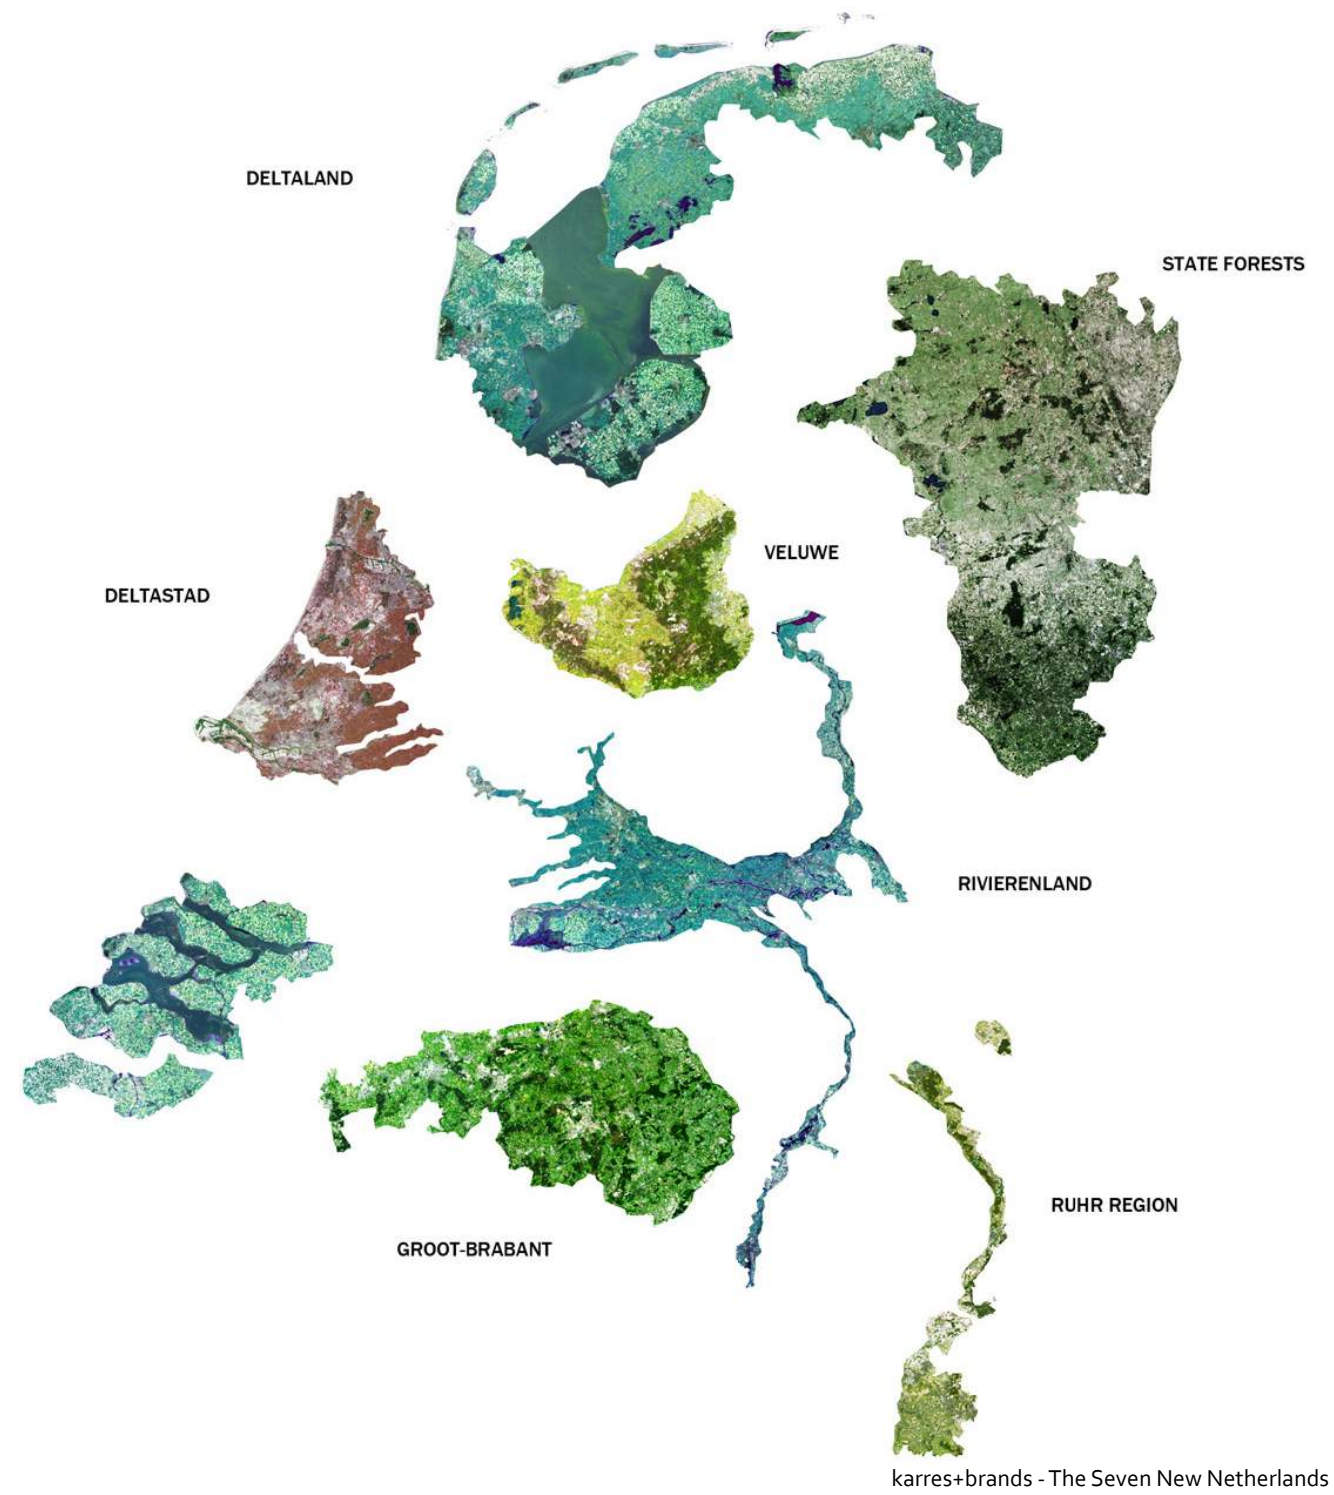 DELTALAND
STATE FORESTS
VELUWE
DELTASTAD
RIVIERENLAND
RUHR REGION
GROOT-BRABANT
karres+brands - The Seven New Netherlands